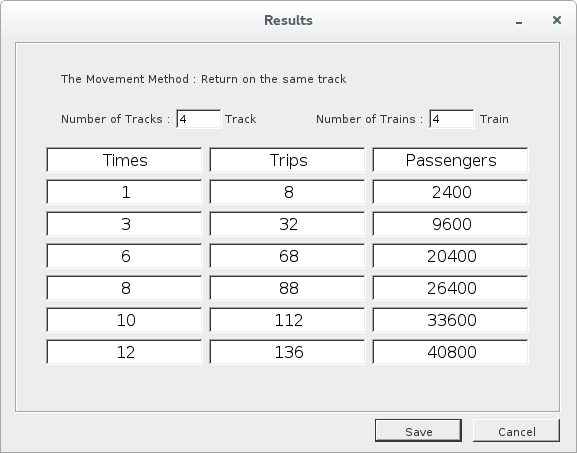 Results
The Movement Method : Return on the same track
Number of Tracks : 4 Track Number of Trains : 4 Train
Times Trips Passengers
1 8 2400
3 32 9600
6 68 20400
8 88 26400
10 112 33600
12 136 40800
Save Cancel